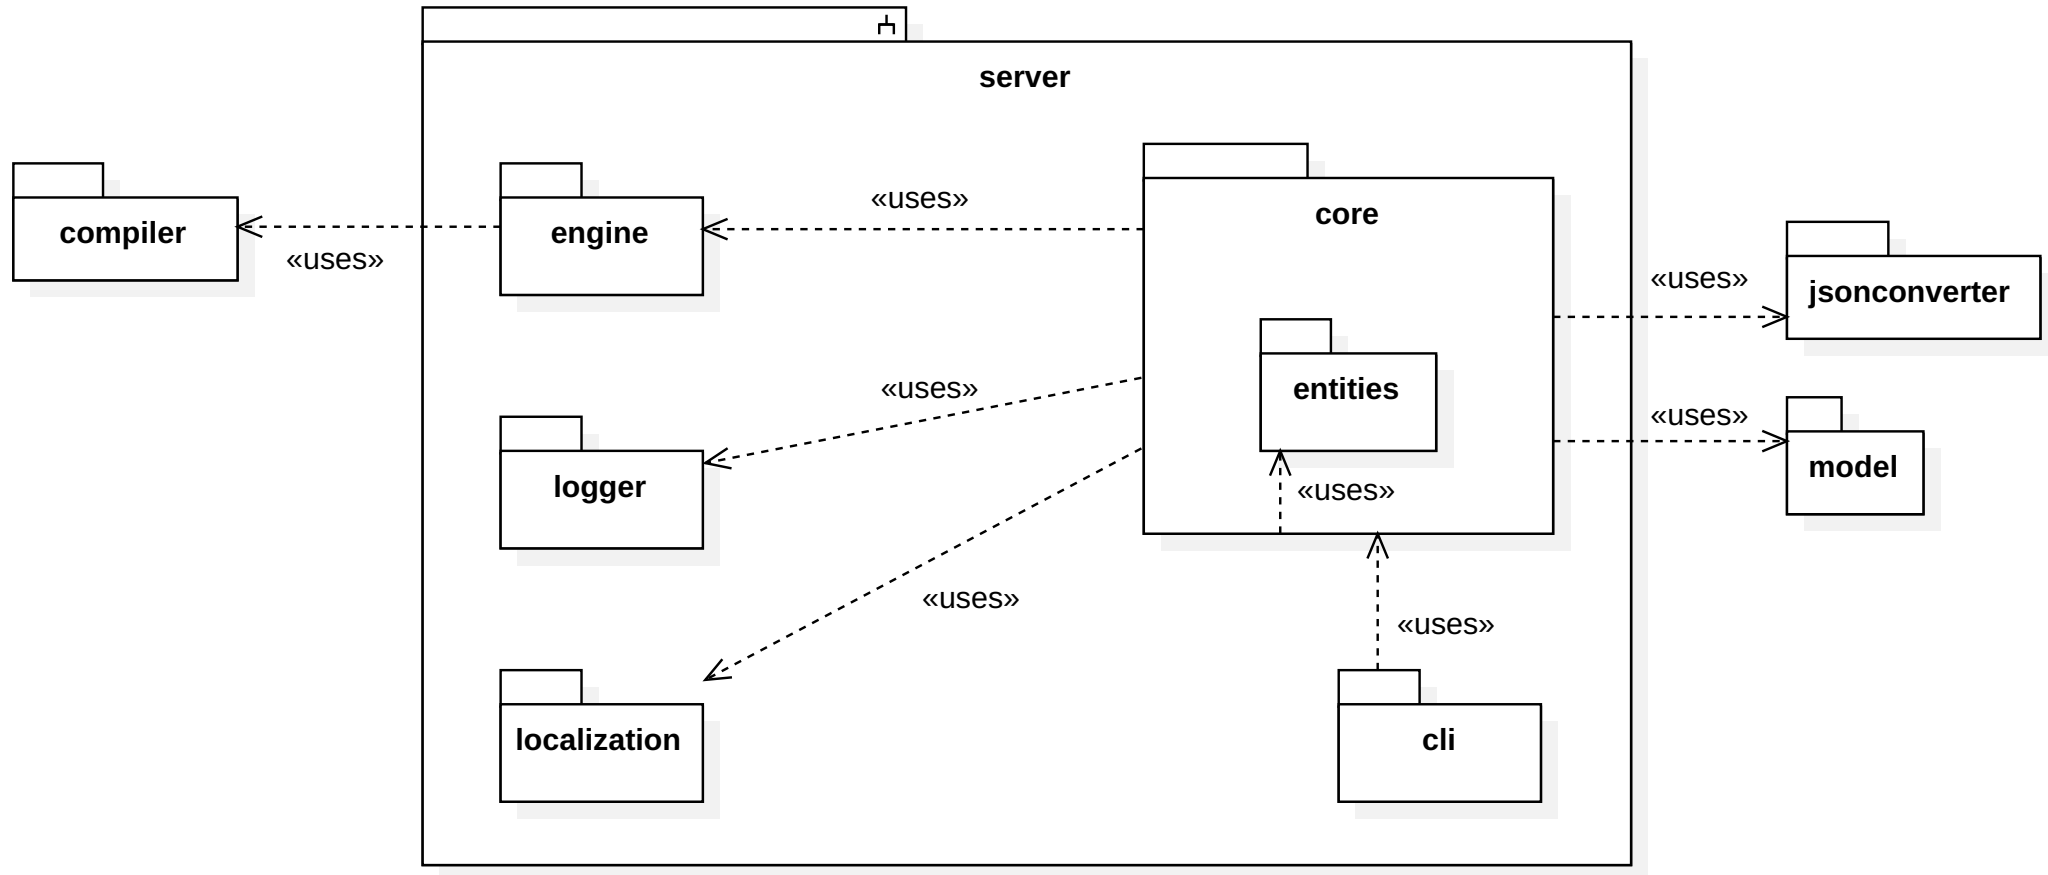 server
compiler
«uses»
engine
«uses»
core
«uses»
jsonconverter
entities
«uses»
«uses»
model
logger
«uses»
«uses»
«uses»
localization
cli